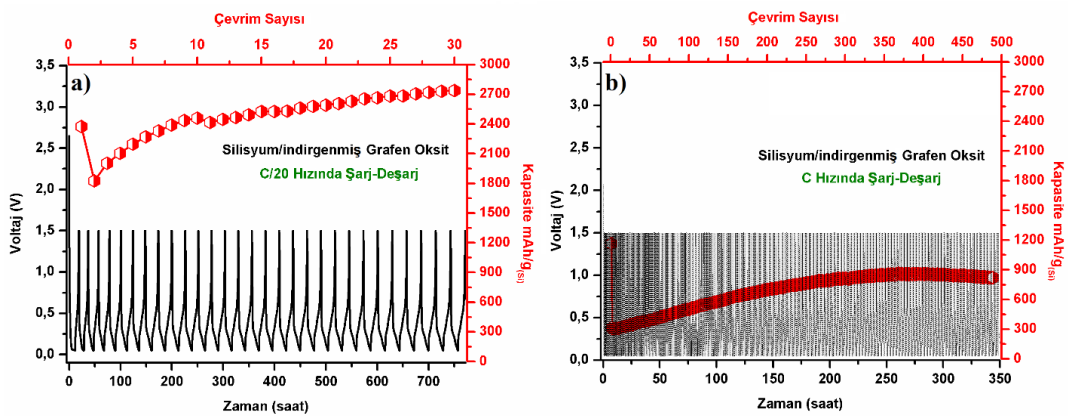 Çevrim Sayısı
0 5 10 15 20 25 30
3,5 3,0 2,5 2,0 1,5 1,0 0,5 0,0
Voltaj (V)
a)
Silisyum/indirgenmiş Grafen Oksit
C/20 Hızında Şarj-Deşarj
3000 2700 2400 2100 1800 1500 1200 900 600 300 0
Kapasite mAh/g(Si)
0 100 200 300 400 500 600 700
Zaman (saat)
Çevrim Sayısı
0 50 100 150 200 250 300 350 400 450 500
3,5 3,0 2,5 2,0 1,5 1,0 0,5 0,0
Voltaj (V)
b)
Silisyum/indirgenmiş Grafen Oksit
C Hızında Şarj-Deşarj
3000 2700 2400 2100 1800 1500 1200 900 600 300 0
Kapasite mAh/g(Si)
0 50 100 150 200 250 300 350
Zaman (saat)